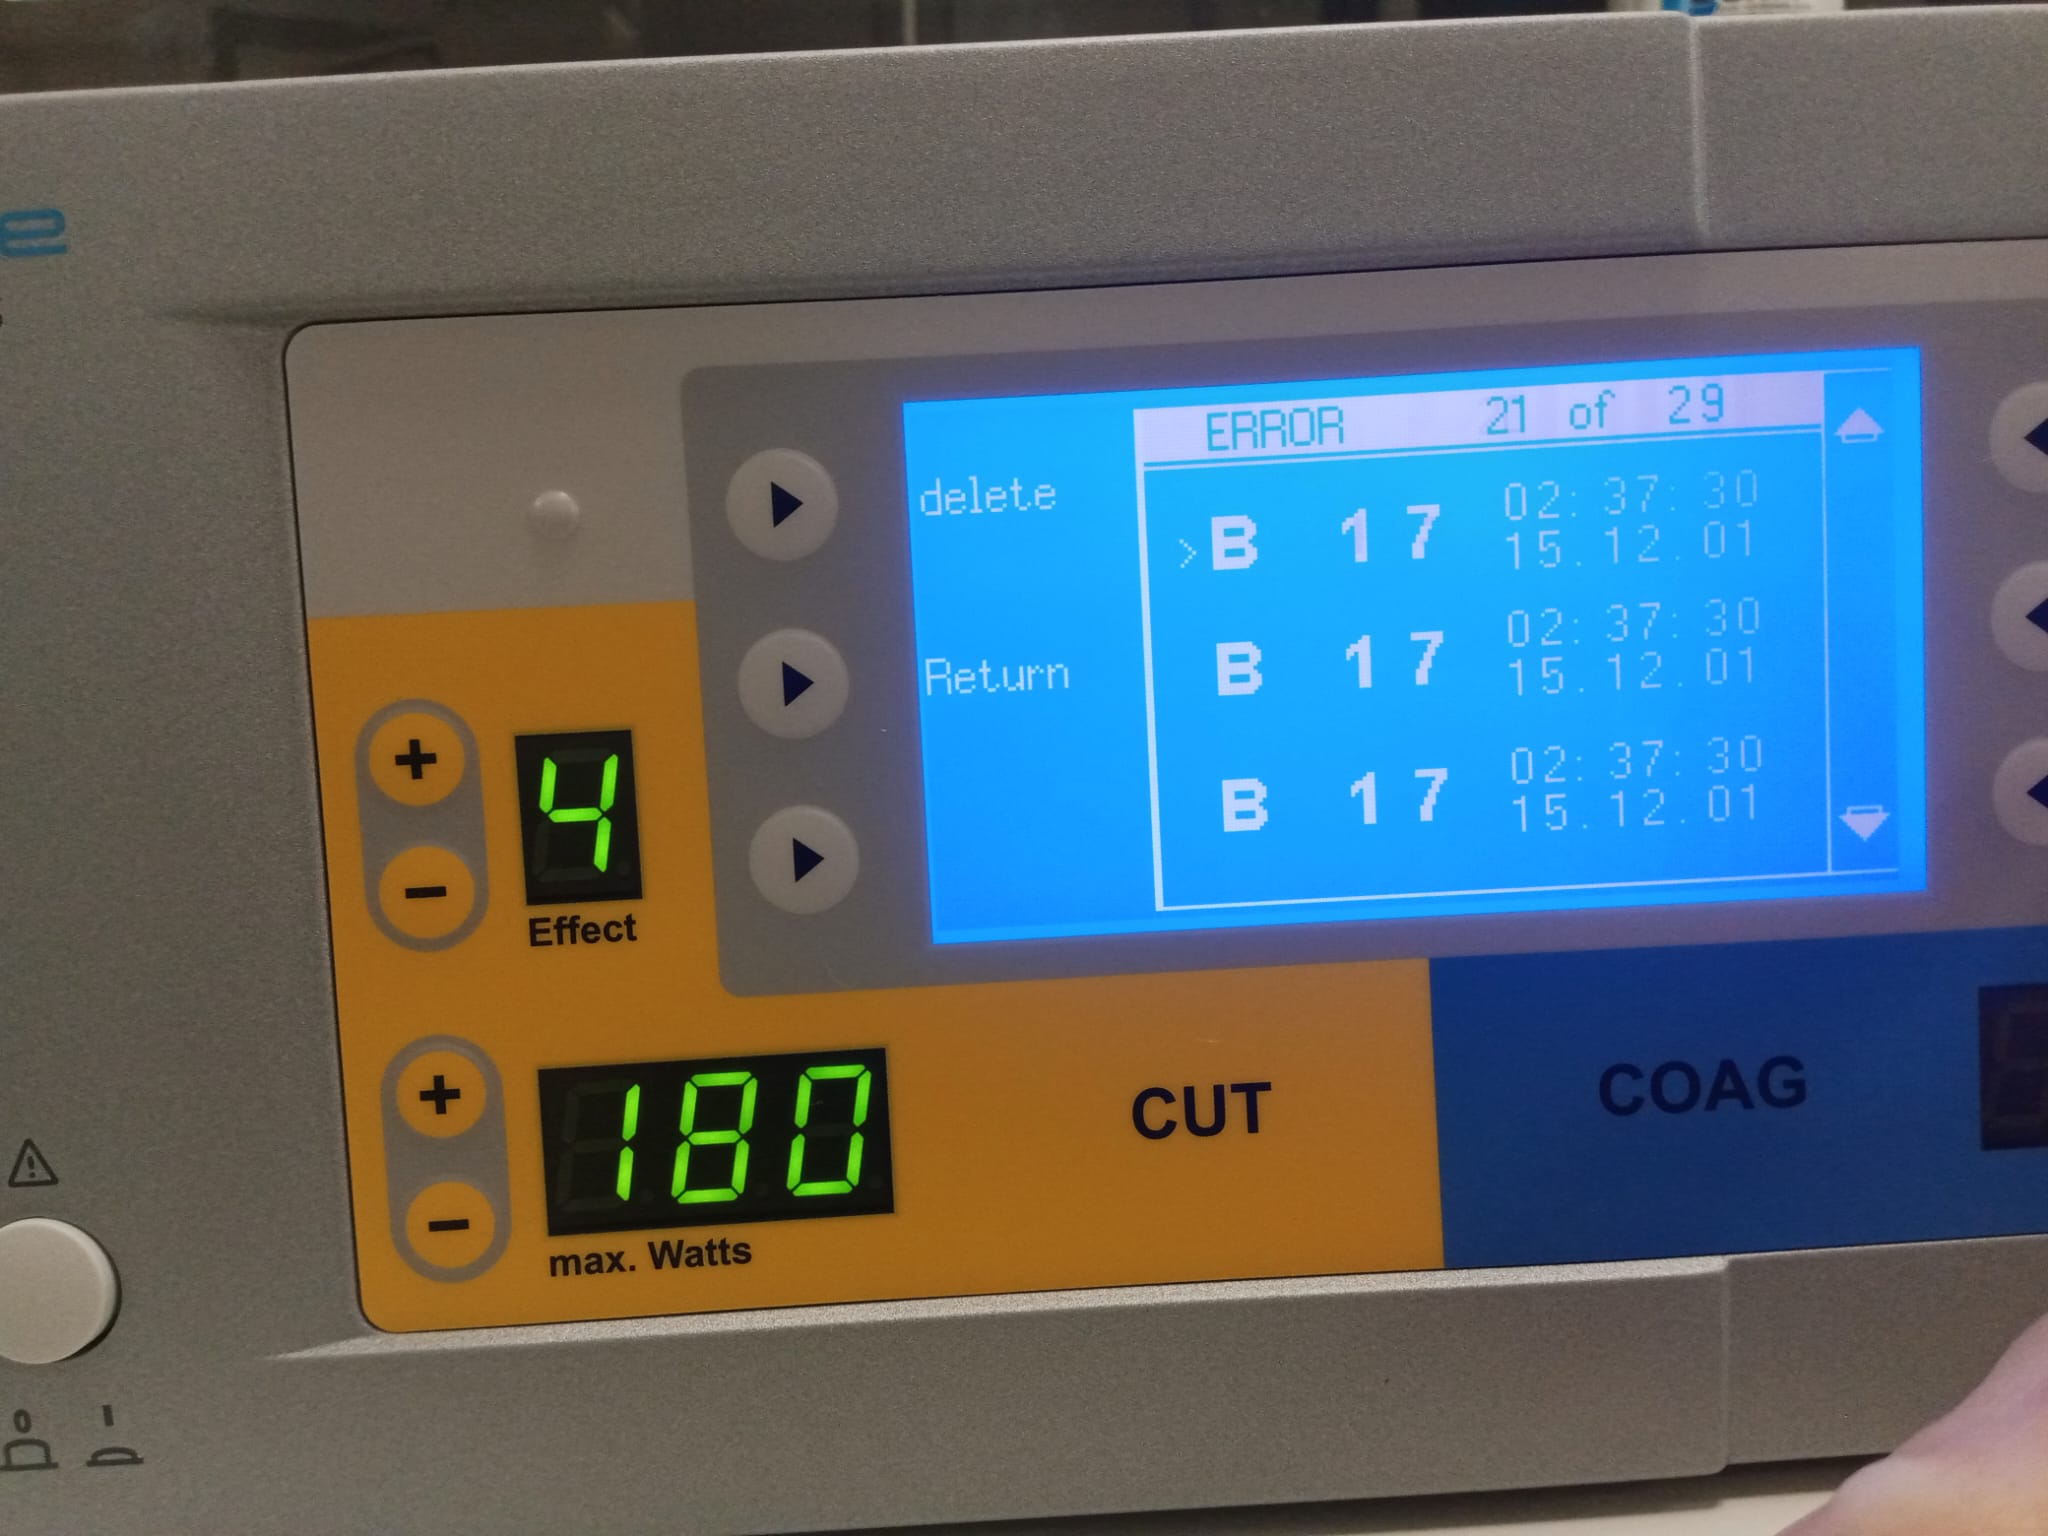 e
ERROR 21 of 29
delete
>B 17 02:37:30
15.12.01
Return
B 17 02:37:30
15.12.01
B 17 02:37:30
15.12.01
+
4
-
Effect
+
180
-
max. Watts
CUT
COAG
0 I